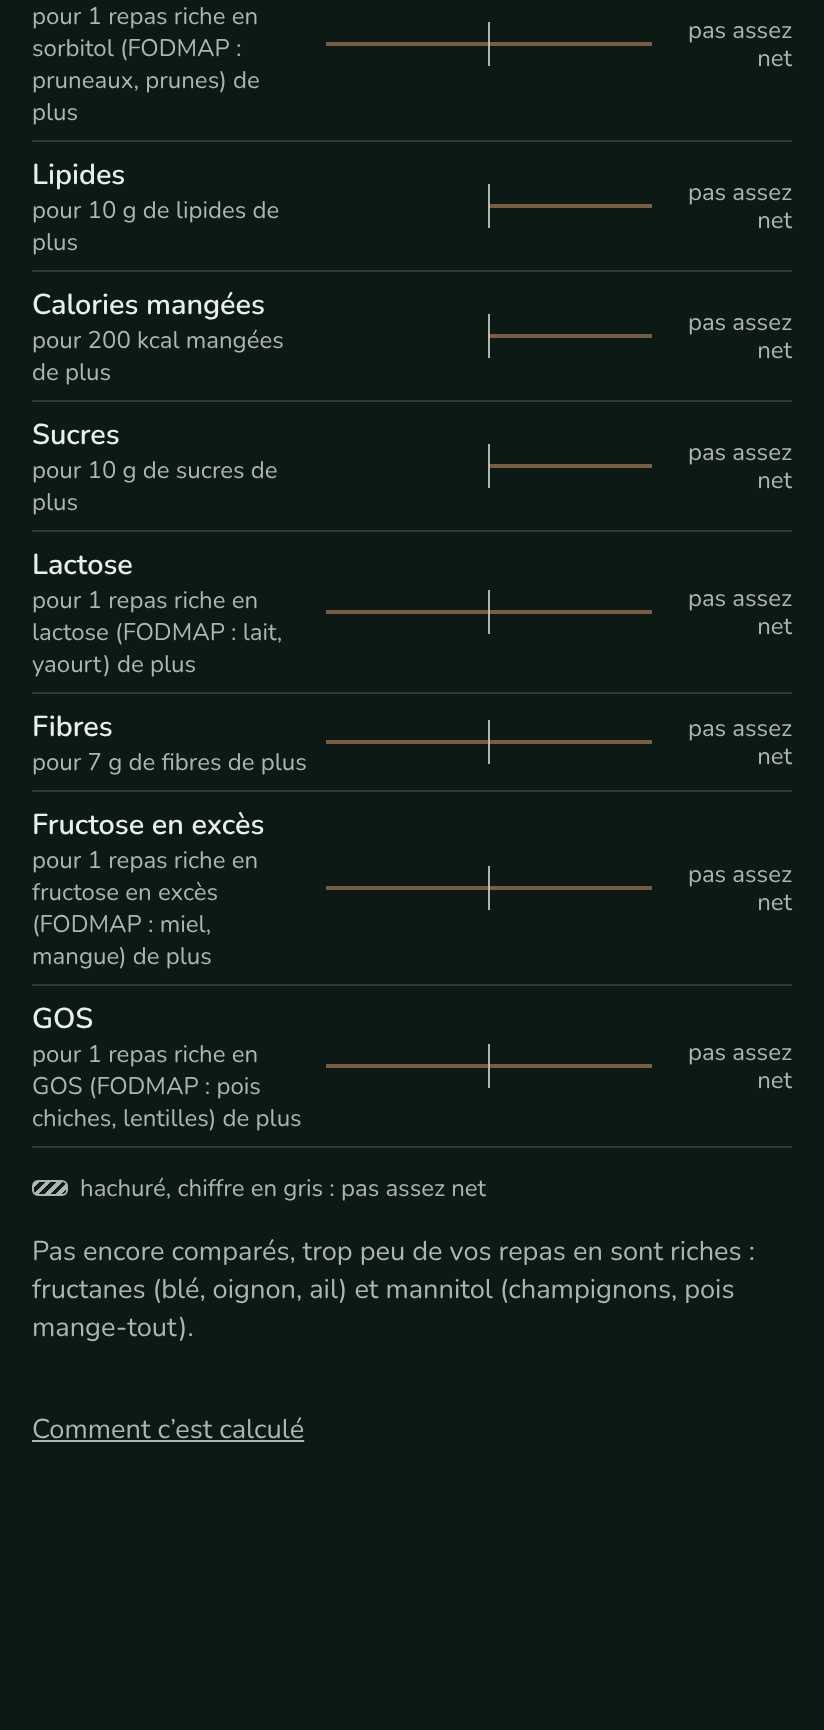 pour 1 repas riche en
sorbitol (FODMAP :
pruneaux, prunes) de
plus
pas assez
net
Lipides
pour 10 g de lipides de
plus
pas assez
net
Calories mangées
pour 200 kcal mangées
de plus
pas assez
net
Sucres
pour 10 g de sucres de
plus
pas assez
net
Lactose
pour 1 repas riche en
lactose (FODMAP : lait,
yaourt) de plus
pas assez
net
Fibres
pour 7 g de fibres de plus
pas assez
net
Fructose en excès
pour 1 repas riche en
fructose en excès
(FODMAP : miel,
mangue) de plus
pas assez
net
GOS
pour 1 repas riche en
GOS (FODMAP : pois
chiches, lentilles) de plus
pas assez
net
hachuré, chiffre en gris : pas assez net
Pas encore comparés, trop peu de vos repas en sont riches :
fructanes (blé, oignon, ail) et mannitol (champignons, pois
mange-tout).
Comment c’est calculé